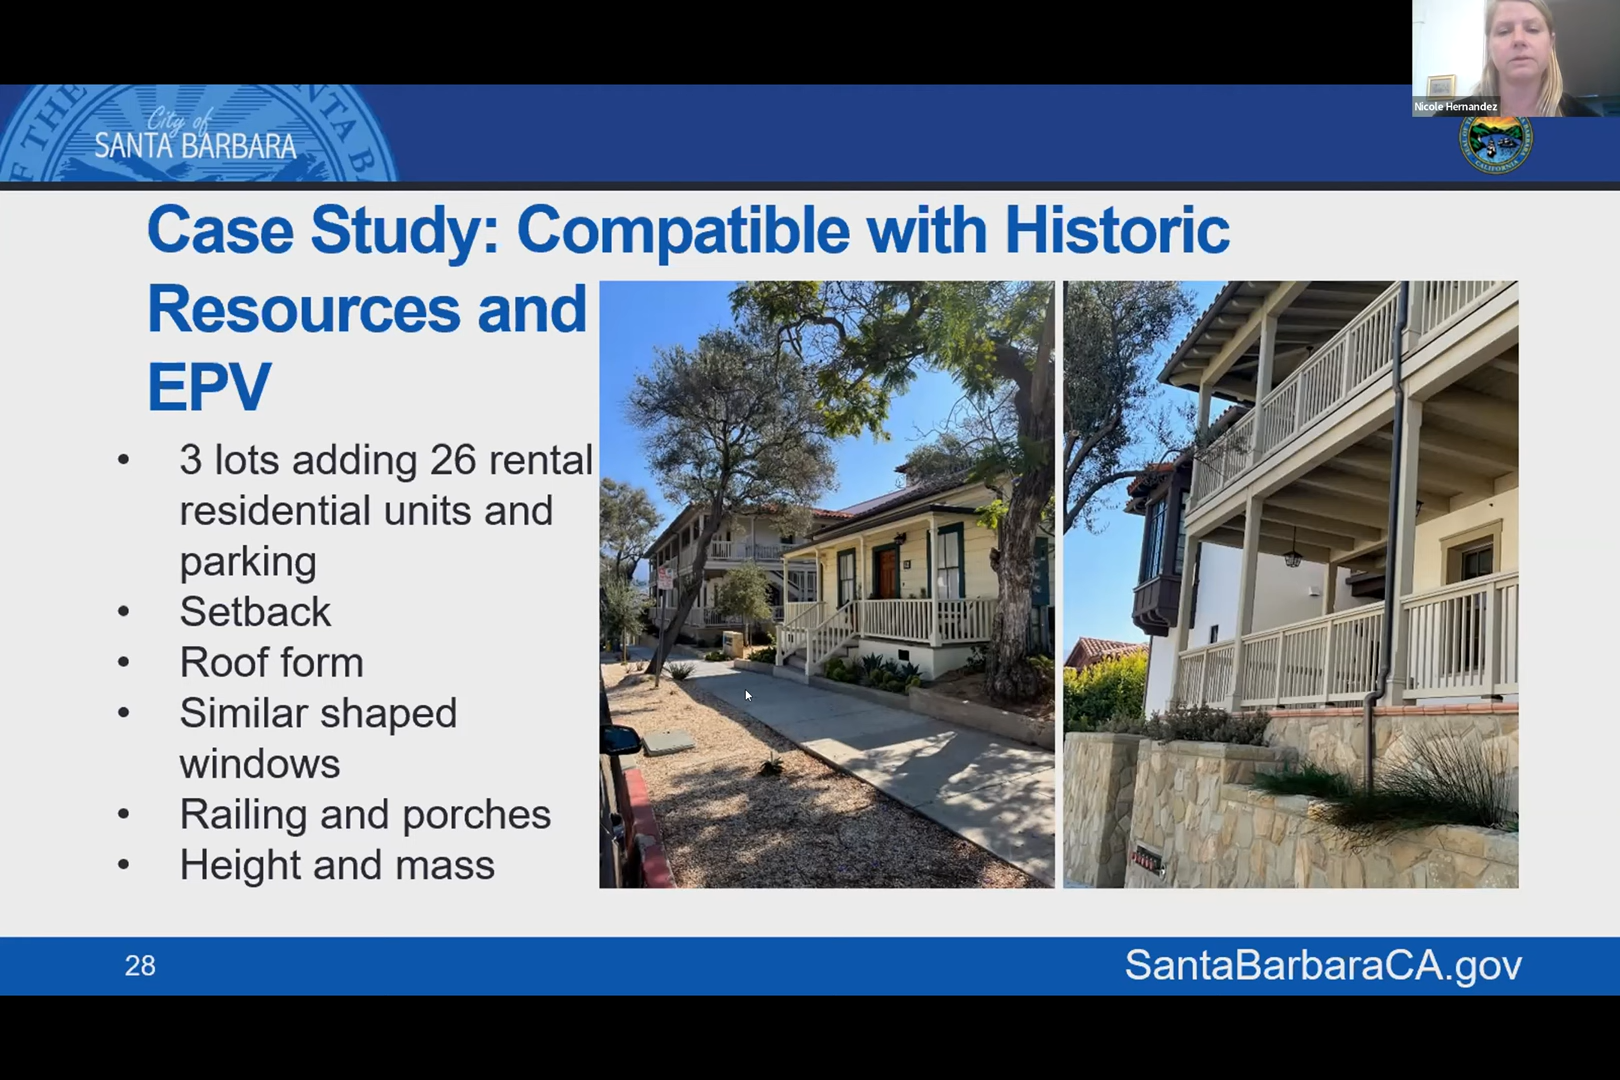 Nicole Hernandez
City of
SANTA BARBARA
Case Study: Compatible with Historic
Resources and
EPV
• 3 lots adding 26 rental
residential units and
parking
• Setback
• Roof form
• Similar shaped
windows
• Railing and porches
• Height and mass
28
SantaBarbaraCA.gov